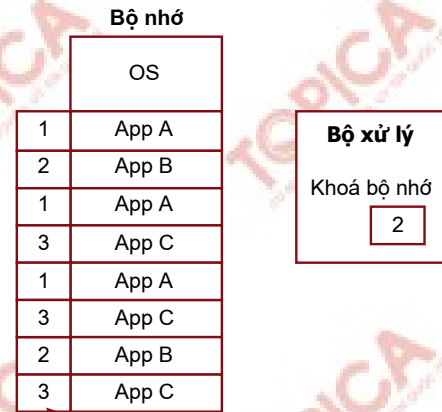 Bộ nhớ
OS
1 App A
2 App B
1 App A
3 App C
1 App A
3 App C
2 App B
3 App C
Bộ xử lý
Khoá bộ nhớ
2
TOPICA